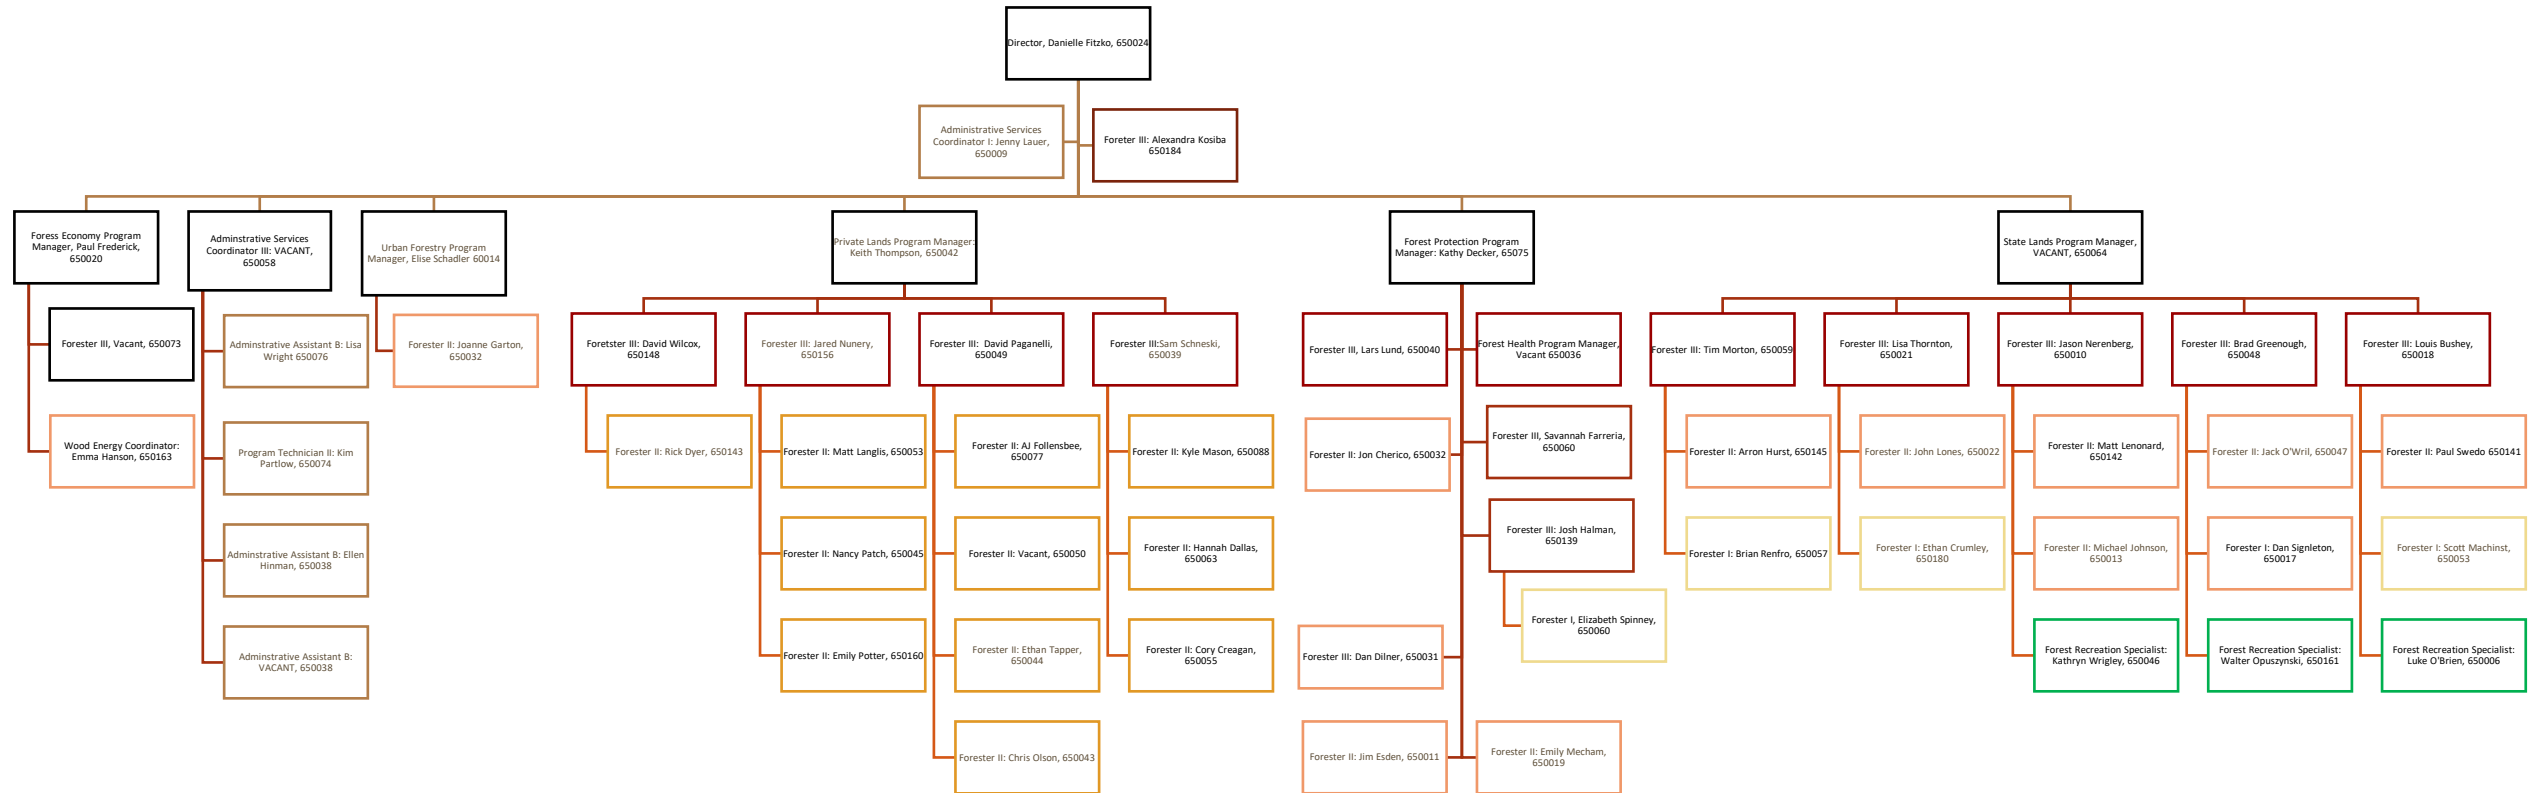 Director, Danielle Fitzko, 650024
Administrative Services
Coordinator I: Jenny Lauer,
650009
Foreter III: Alexandra Kosiba
650184
Foress Economy Program
Manager, Paul Frederick,
650020
Adminstrative Services
Coordinator III: VACANT,
650058
Urban Forestry Program
Manager, Elise Schadler 60014
Private Lands Program Manager:
Keith Thompson, 650042
Forest Protection Program
Manager: Kathy Decker, 65075
State Lands Program Manager,
VACANT, 650064
Forester III, Vacant, 650073
Adminstrative Assistant B: Lisa
Wright 650076
Forester II: Joanne Garton,
650032
Foretster III: David Wilcox,
650148
Forester III: Jared Nunery,
650156
Forester III:  David Paganelli,
650049
Forester III:Sam Schneski,
650039
Forester III, Lars Lund, 650040
Forest Health Program Manager,
Vacant 650036
Forester III: Tim Morton, 650059
Forester III: Lisa Thornton,
650021
Forester III: Jason Nerenberg,
650010
Forester III: Brad Greenough,
650048
Forester III: Louis Bushey,
650018
Wood Energy Coordinator:
Emma Hanson, 650163
Program Technician II: Kim
Partlow, 650074
Forester II: Rick Dyer, 650143
Forester II: Matt Langlis, 650053
Forester II: AJ Follensbee,
650077
Forester II: Kyle Mason, 650088
Forester II: Jon Cherico, 650032
Forester III, Savannah Farreria,
650060
Forester II: Arron Hurst, 650145
Forester II: John Lones, 650022
Forester II: Matt Lenonard,
650142
Forester II: Jack O'Wril, 650047
Forester II: Paul Swedo 650141
Adminstrative Assistant B: Ellen
Hinman, 650038
Forester II: Nancy Patch, 650045
Forester II: Vacant, 650050
Forester II: Hannah Dallas,
650063
Forester III: Josh Halman,
650139
Forester I: Brian Renfro, 650057
Forester I: Ethan Crumley,
650180
Forester II: Michael Johnson,
650013
Forester I: Dan Signleton,
650017
Forester I: Scott Machinst,
650053
Adminstrative Assistant B:
VACANT, 650038
Forester II: Emily Potter, 650160
Forester II: Ethan Tapper,
650044
Forester II: Cory Creagan,
650055
Forester III: Dan Dilner, 650031
Forester I, Elizabeth Spinney,
650060
Forest Recreation Specialist:
Kathryn Wrigley, 650046
Forest Recreation Specialist:
Walter Opuszynski, 650161
Forest Recreation Specialist:
Luke O'Brien, 650006
Forester II: Chris Olson, 650043
Forester II: Jim Esden, 650011
Forester II: Emily Mecham,
650019